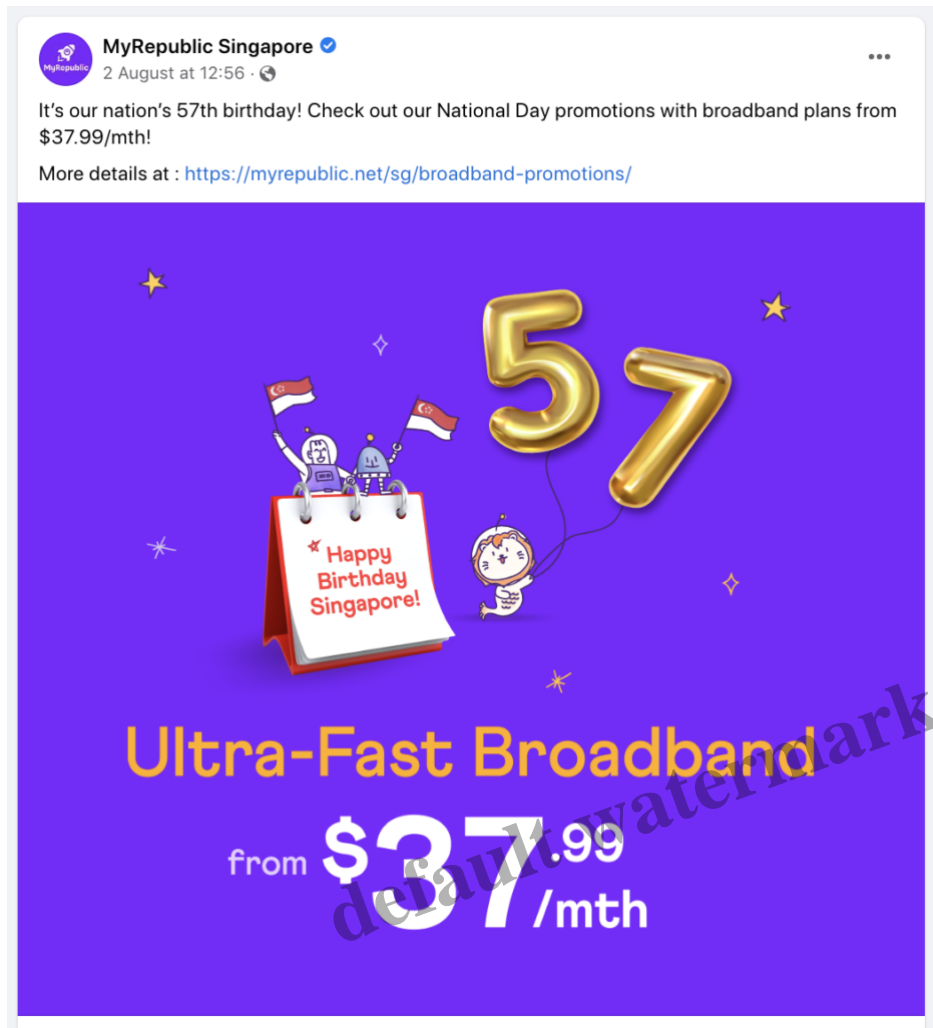 MyRepublic Singapore
2 August at 12:56 ·
MyRepublic
It's our nation's 57th birthday! Check out our National Day promotions with broadband plans from
$37.99/mth!
More details at : https://myrepublic.net/sg/broadband-promotions/
57
Happy
Birthday
Singapore!
Ultra-Fast Broadband
from $37.99
/mth
default watermark